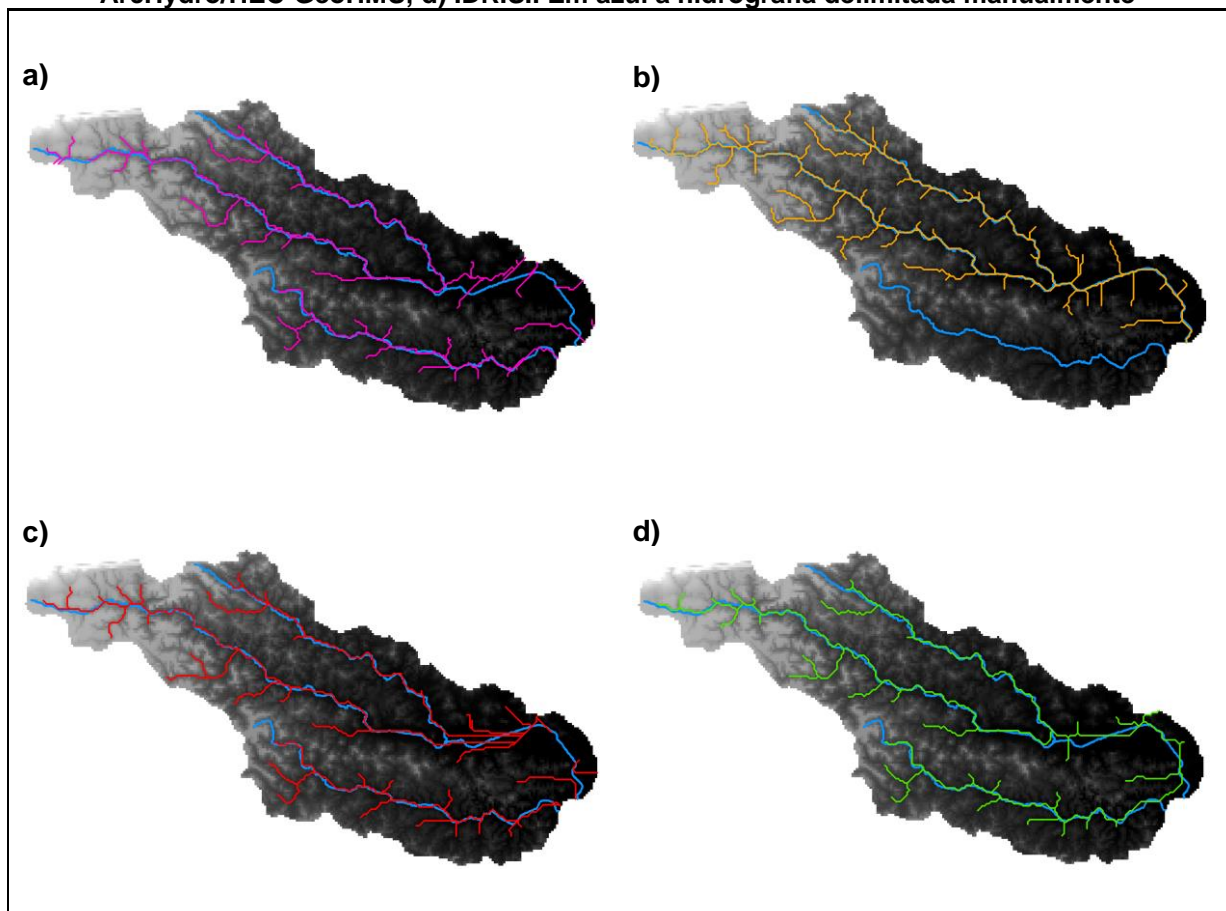 ArcHydro/HEC-GeoHMS; d) IDRISI. Em azul a hidrografia delimitada manualmente
a)
b)
c)
d)